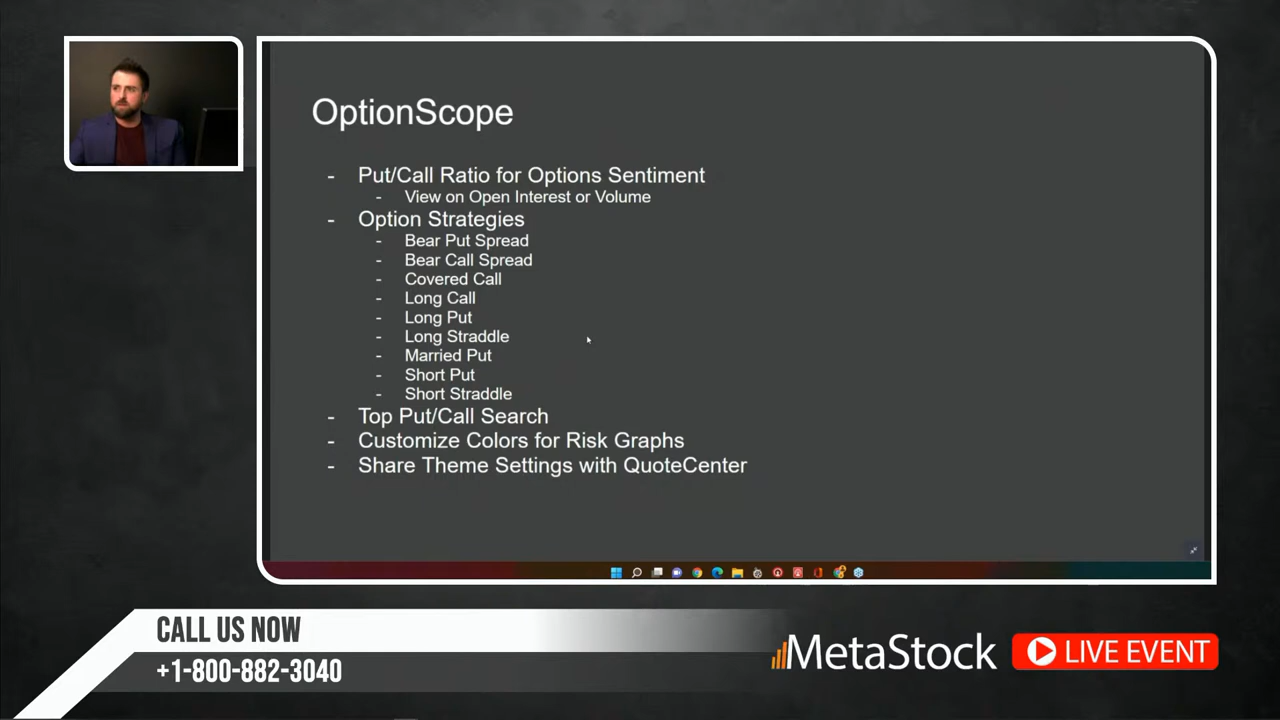 OptionScope
- Put/Call Ratio for Options Sentiment
- View on Open Interest or Volume
- Option Strategies
- Bear Put Spread
- Bear Call Spread
- Covered Call
- Long Call
- Long Put
- Long Straddle
- Married Put
- Short Put
- Short Straddle
- Top Put/Call Search
- Customize Colors for Risk Graphs
- Share Theme Settings with QuoteCenter
CALL US NOW
+1-800-882-3040
MetaStock
LIVE EVENT